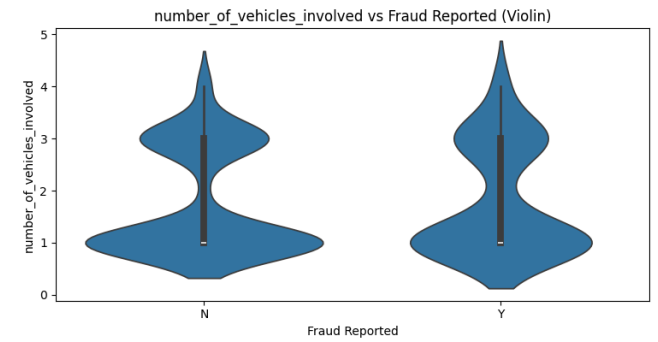 number_of_vehicles_involved vs Fraud Reported (Violin)
number_of_vehicles_involved
5
4
3
2
1
0
N
Y
Fraud Reported